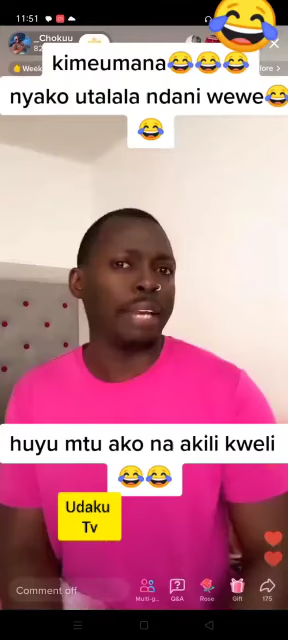 11:51
_Chokuu
kimeumana😂😂😂
nyako utalala ndani wewe😂
😂
huyu mtu ako na akili kweli
😂😂
Udaku
Tv
Comment off
Multi-g...
Q&A
Rose
Gift
175